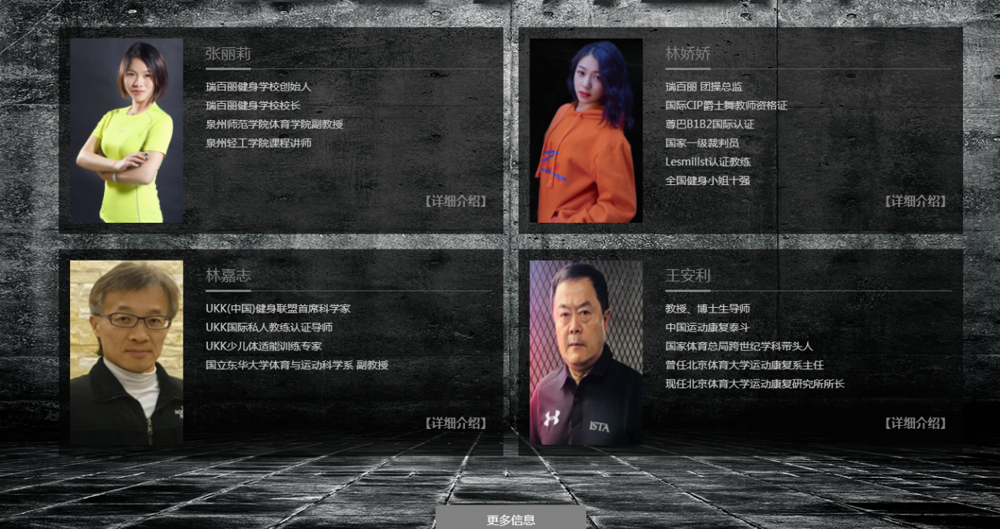 张丽莉
瑞百丽健身学校创始人
瑞百丽健身学校校长
泉州师范学院体育学院副教授
泉州轻工学院课程讲师
【详细介绍】
林娇娇
瑞百丽 团操总监
国际CIP爵士舞教师资格证
尊巴B1B2国际认证
国家一级裁判员
Lesmillst认证教练
全国健身小姐十强
【详细介绍】
林嘉志
UKK(中国)健身联盟首席科学家
UKK国际私人教练认证导师
UKK少儿体适能训练专家
国立东华大学体育与运动科学系 副教授
【详细介绍】
王安利
教授、博士生导师
中国运动康复泰斗
国家体育总局跨世纪学科带头人
曾任北京体育大学运动康复系主任
现任北京体育大学运动康复研究所所长
ISTA
【详细介绍】
更多信息